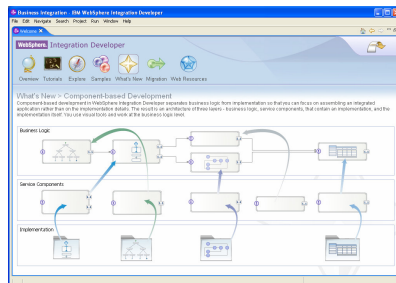 Business Integration - IBM WebSphere Integration Developer
File Edit Navigate Search Project Run Window Help
Welcome
WebSphere. Integration Developer
Overview Tutorials Explore Samples What's New Migration Web Resources
What's New > Component-based Development
Component-based development in WebSphere Integration Developer separates business logic from implementation so that you can focus on assembling an integrated
application rather than on the implementation details. The result is an architecture of three layers - business logic, service components, that contain an implementation, and the
implementation itself. You use visual tools and work at the business logic level.
Business Logic
Service Components
Implementation